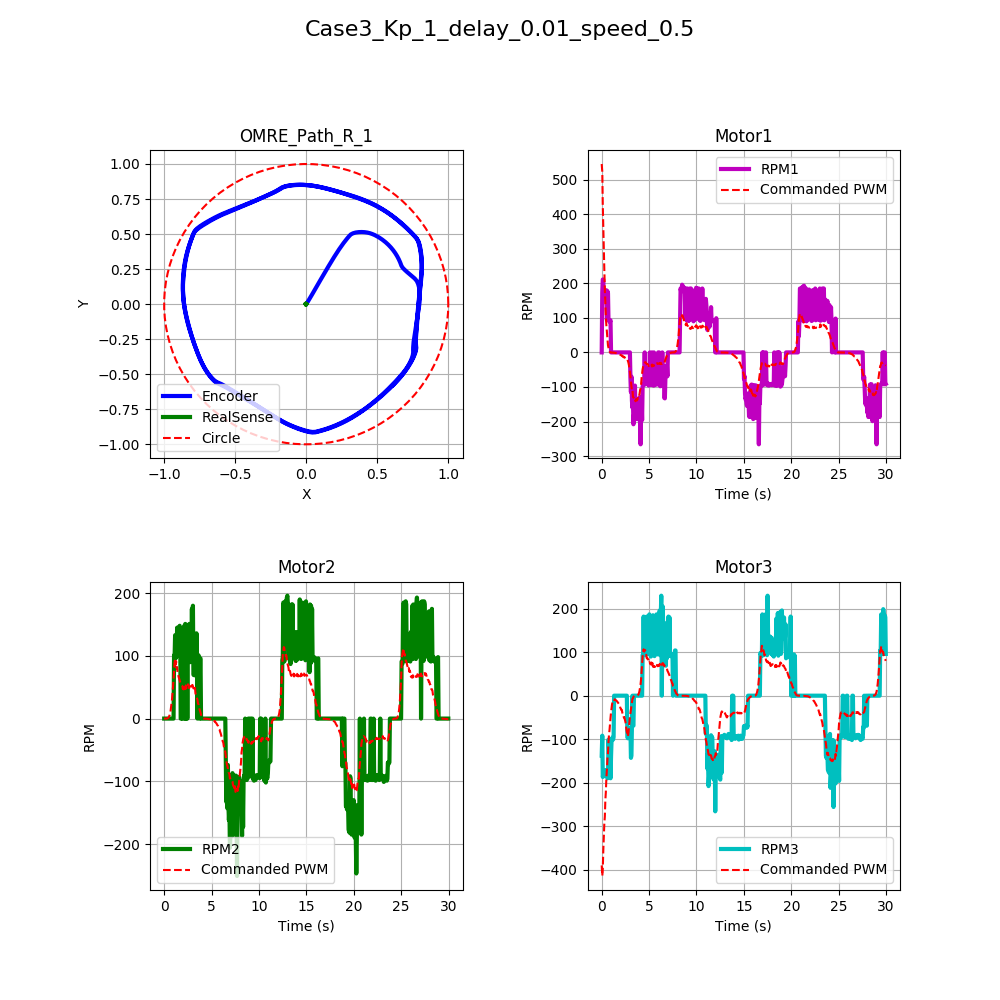 Case3_Kp_1_delay_0.01_speed_0.5
OMRE_Path_R_1
1.00
0.75
0.50
0.25
0.00
−0.25
−0.50
−0.75
−1.00
Y
Encoder
RealSense
Circle
−1.0 −0.5 0.0 0.5 1.0
X
Motor1
500
400
300
200
100
0
−100
−200
−300
RPM
RPM1
Commanded PWM
0 5 10 15 20 25 30
Time (s)
Motor2
200
100
0
−100
−200
RPM
RPM2
Commanded PWM
0 5 10 15 20 25 30
Time (s)
Motor3
200
100
0
−100
−200
−300
−400
RPM
RPM3
Commanded PWM
0 5 10 15 20 25 30
Time (s)